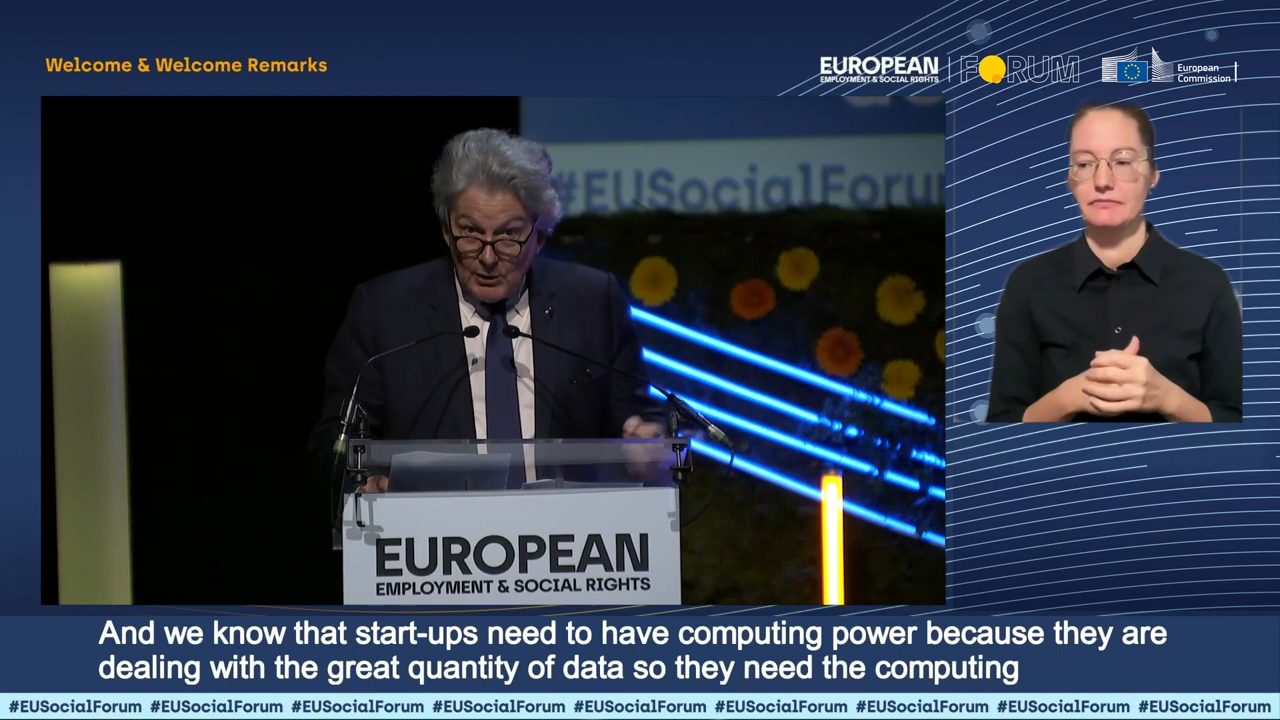 Welcome & Welcome Remarks
EUROPEAN
EMPLOYMENT & SOCIAL RIGHTS
FORUM
European
Commission
#EUSocialForu
EUROPEAN
EMPLOYMENT & SOCIAL RIGHTS
And we know that start-ups need to have computing power because they are
dealing with the great quantity of data so they need the computing
#EUSocialForum #EUSocialForum #EUSocialForum #EUSocialForum #EUSocialForum #EUSocialForum #EUSocialForum #EUSocialForum #EUSocialForum